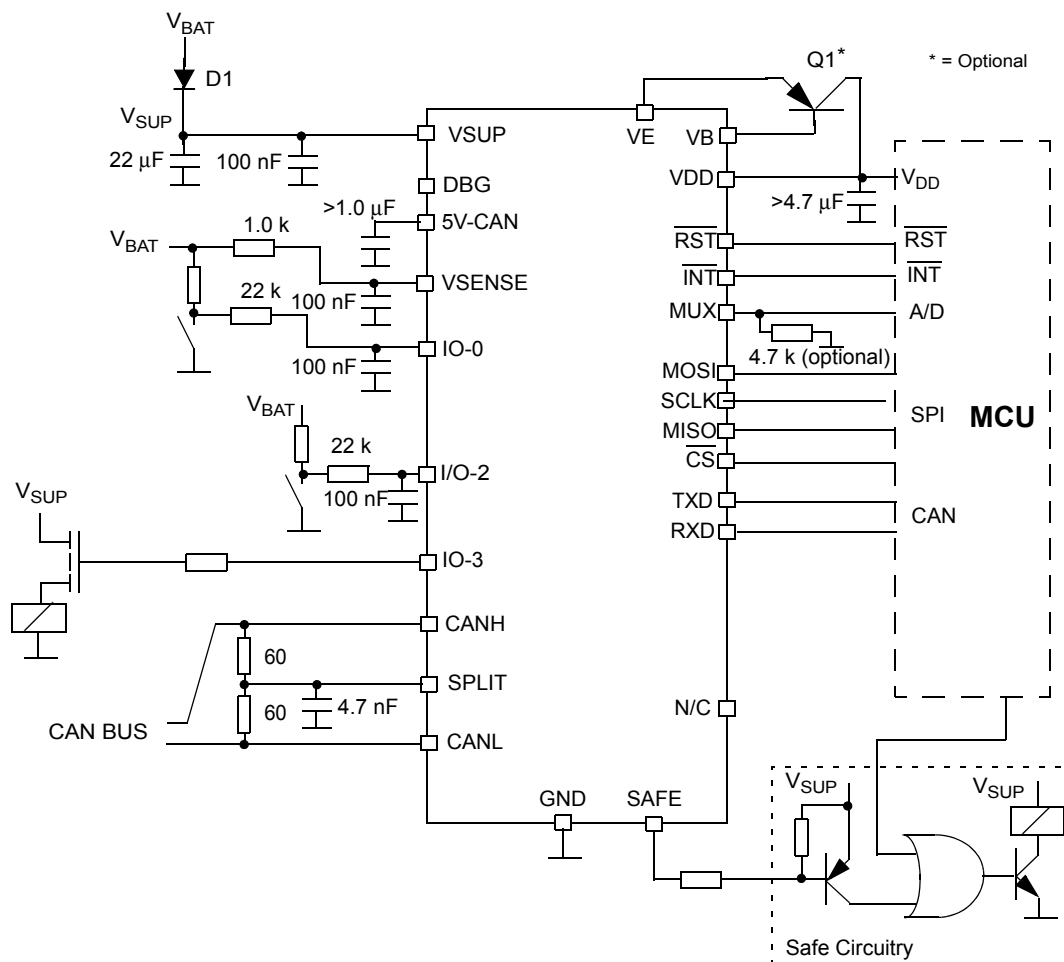 VBAT
D1
Q1*
* = Optional
VSUP
22 μF
100 nF
VSUP
VE
VB
DBG
VDD
VDD
>4.7 μF
>1.0 μF
5V-CAN
VBAT
1.0 k
RST
RST
VSENSE
100 nF
INT
INT
22 k
MUX
A/D
IO-0
100 nF
4.7 k (optional)
MOSI
VBAT
SCLK
SPI
MCU
22 k
MISO
I/O-2
100 nF
CS
VSUP
TXD
CAN
RXD
IO-3
CANH
60
SPLIT
60
4.7 nF
N/C
CAN BUS
CANL
GND
SAFE
VSUP
VSUP
Safe Circuitry